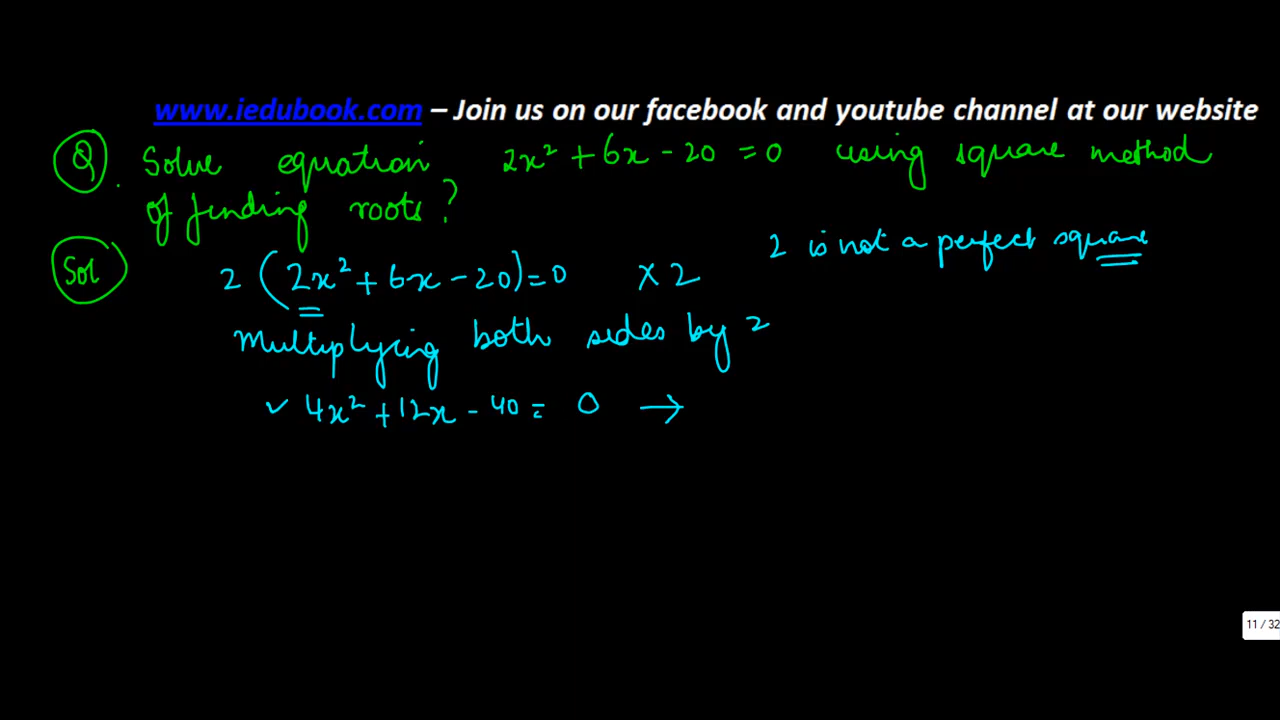 www.iedubook.com – Join us on our facebook and youtube channel at our website
Q. Solve equation 2x² + 6x - 20 = 0 using square method
of finding roots?
2 is not a perfect square
Sol 2 (2x² + 6x - 20) = 0 × 2
Multiplying both sides by 2
✓ 4x² + 12x - 40 = 0 →
11 / 32